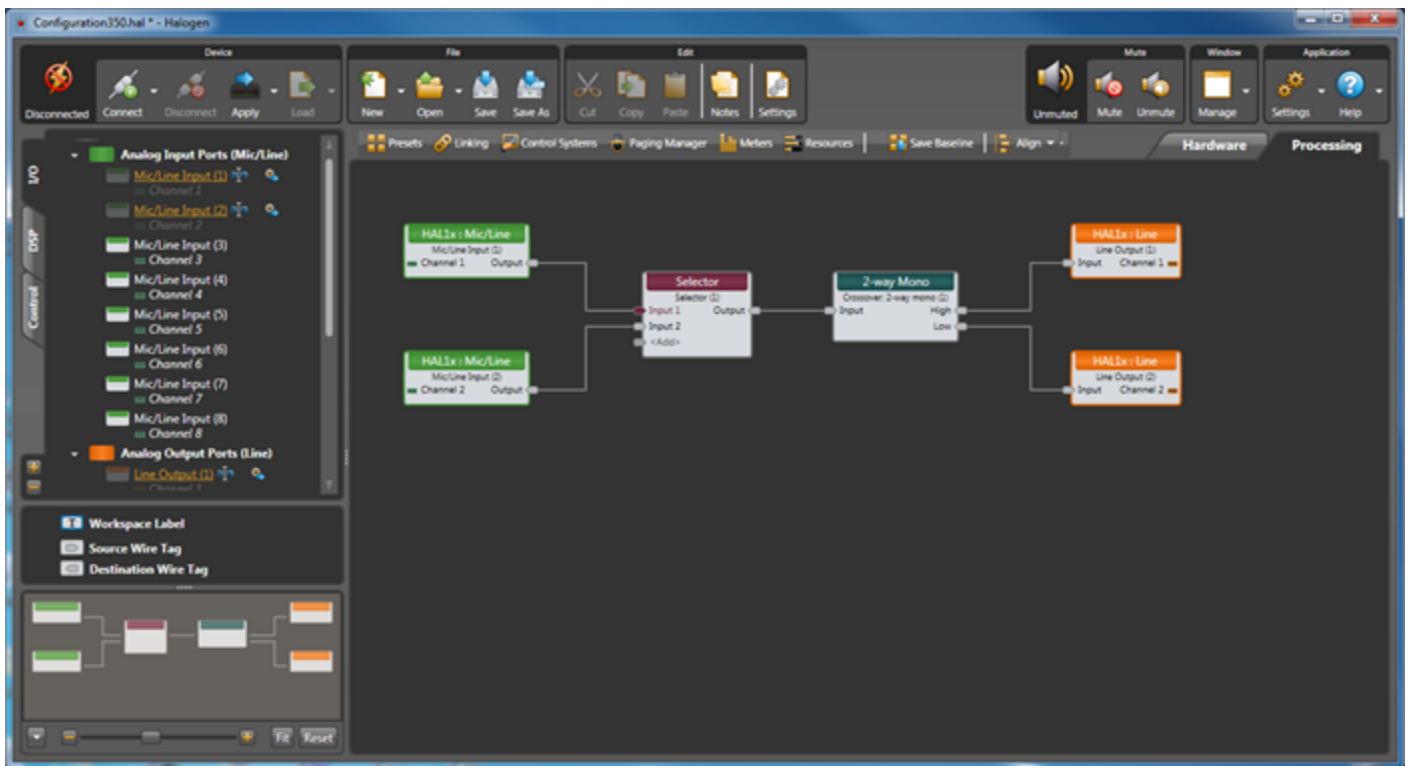 Configuration350.hal * - Halogen
Device
File
Edit
Mute
Window
Application
Disconnected
Connect
Disconnect
Apply
Load
New
Open
Save
Save As
Cut
Copy
Paste
Notes
Settings
Unmuted
Mute
Unmute
Manage
Settings
Help
Presets
Linking
Control Systems
Paging Manager
Meters
Resources
Save Baseline
Align
Hardware
Processing
I/O
DSP
Control
Analog Input Ports (Mic/Line)
Mic/Line Input (1)
Channel 1
Mic/Line Input (2)
Channel 2
Mic/Line Input (3)
Channel 3
Mic/Line Input (4)
Channel 4
Mic/Line Input (5)
Channel 5
Mic/Line Input (6)
Channel 6
Mic/Line Input (7)
Channel 7
Mic/Line Input (8)
Channel 8
Analog Output Ports (Line)
Line Output (1)
Channel 1
Workspace Label
Source Wire Tag
Destination Wire Tag
Fit
Reset
HAL1x : Mic/Line
Mic/Line Input (1)
Channel 1 Output
HAL1x : Mic/Line
Mic/Line Input (2)
Channel 2 Output
Selector
Selector (1)
Input 1 Output
Input 2
<Add>
2-way Mono
Crossover: 2-way mono (1)
Input High
Low
HAL1x : Line
Line Output (1)
Input Channel 1
HAL1x : Line
Line Output (2)
Input Channel 2